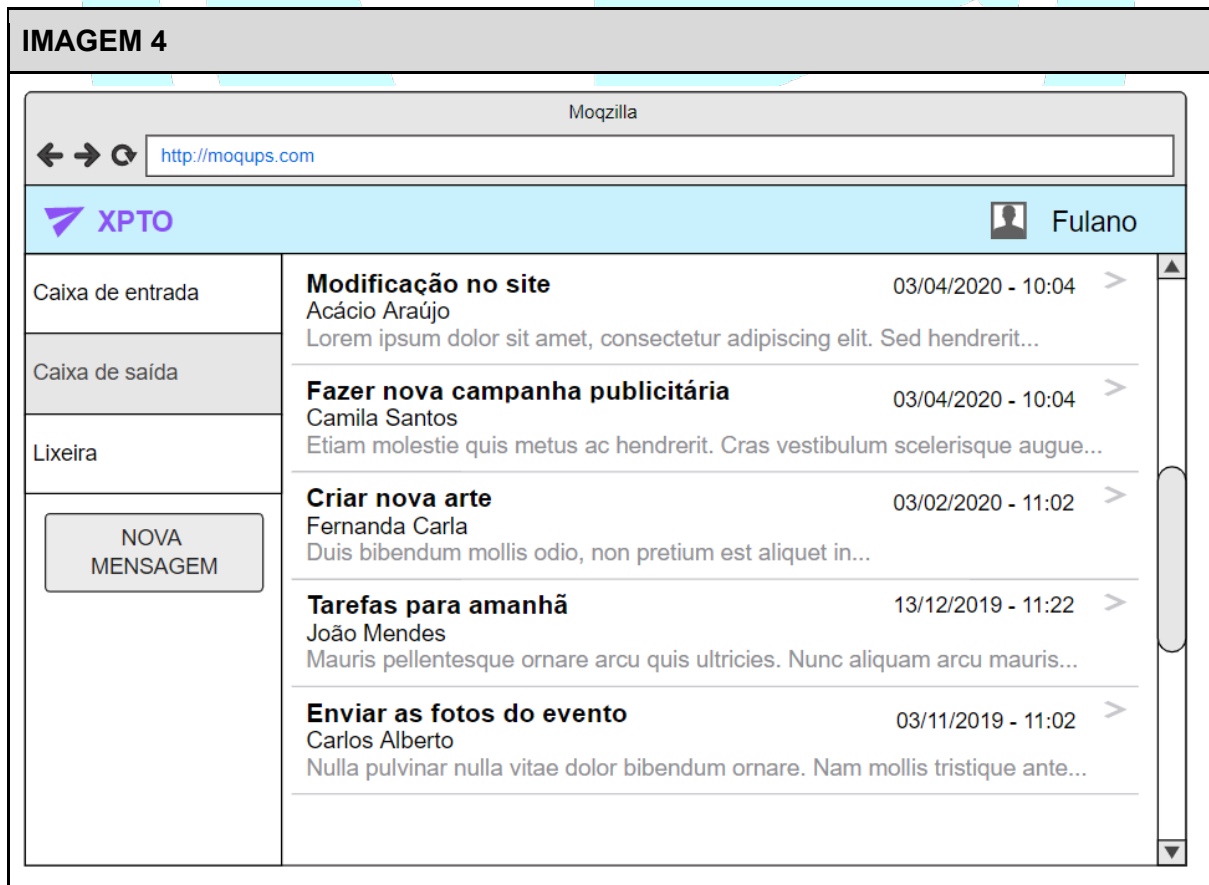 IMAGEM 4
Moqzilla
http://moqups.com
XPTO
Fulano
Caixa de entrada
Caixa de saída
Lixeira
NOVA
MENSAGEM
Modificação no site
03/04/2020 - 10:04
Acácio Araújo
Lorem ipsum dolor sit amet, consectetur adipiscing elit. Sed hendrerit...
Fazer nova campanha publicitária
03/04/2020 - 10:04
Camila Santos
Etiam molestie quis metus ac hendrerit. Cras vestibulum scelerisque augue...
Criar nova arte
03/02/2020 - 11:02
Fernanda Carla
Duis bibendum mollis odio, non pretium est aliquet in...
Tarefas para amanhã
13/12/2019 - 11:22
João Mendes
Mauris pellentesque ornare arcu quis ultricies. Nunc aliquam arcu mauris...
Enviar as fotos do evento
03/11/2019 - 11:02
Carlos Alberto
Nulla pulvinar nulla vitae dolor bibendum ornare. Nam mollis tristique ante...